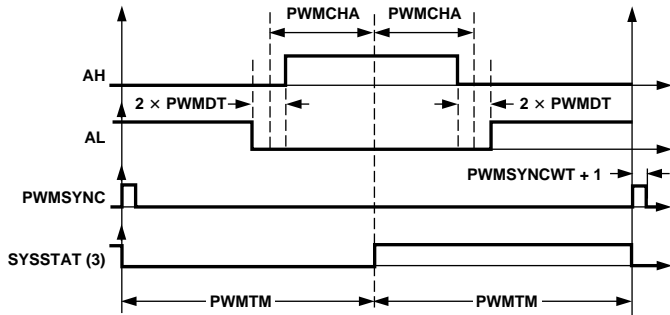 PWMCHA PWMCHA
AH
2 × PWMDT 2 × PWMDT
AL
PWMSYNCWT + 1
PWMSYNC
SYSSTAT (3)
PWMTM PWMTM